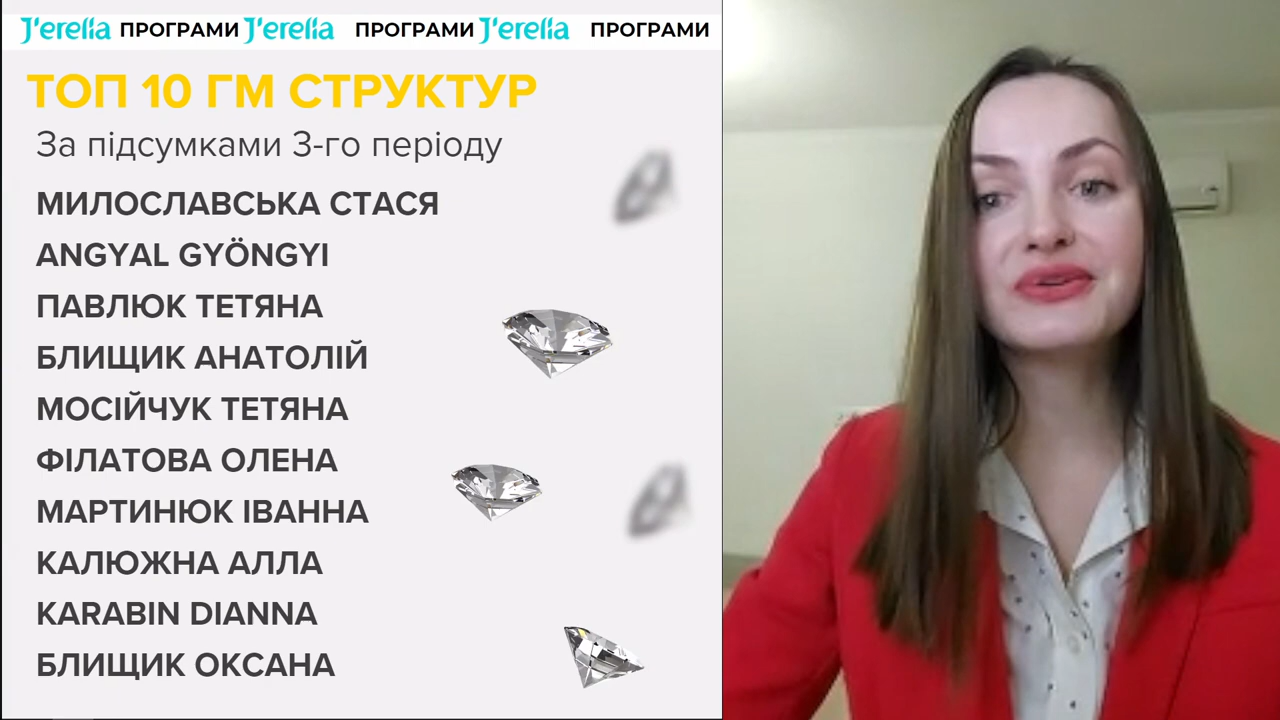 J'erelia ПРОГРАМИ J'erelia ПРОГРАМИ J'erelia ПРОГРАМИ
ТОП 10 ГМ СТРУКТУР
За підсумками 3-го періоду
МИЛОСЛАВСЬКА СТАСЯ
ANGYAL GYÖNGYI
ПАВЛЮК ТЕТЯНА
БЛИЩИК АНАТОЛІЙ
МОСІЙЧУК ТЕТЯНА
ФІЛАТОВА ОЛЕНА
МАРТИНЮК ІВАННА
КАЛЮЖНА АЛЛА
KARABIN DIANNA
БЛИЩИК ОКСАНА